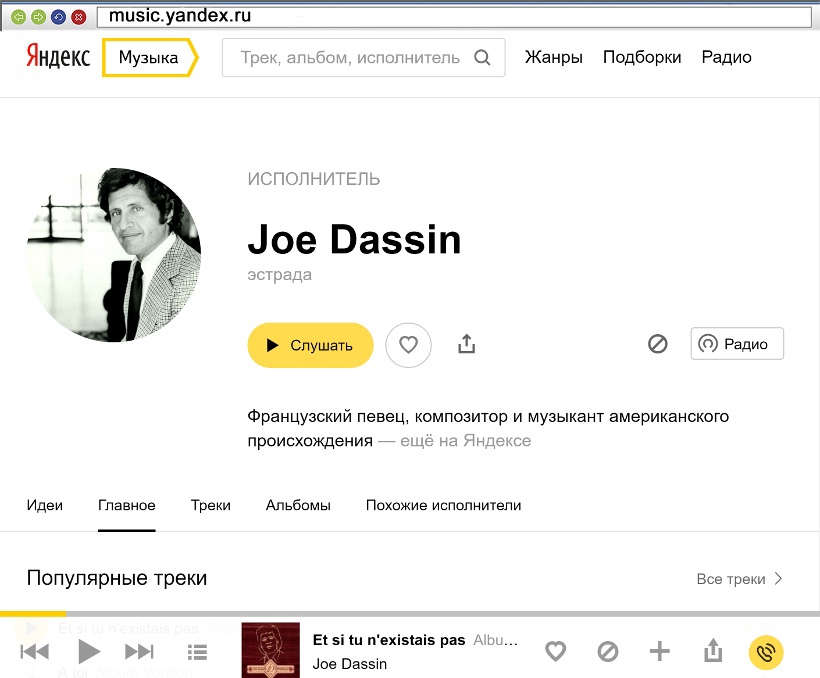 music.yandex.ru
Яндекс Музыка Трек, альбом, исполнитель Жанры Подборки Радио
ИСПОЛНИТЕЛЬ
Joe Dassin
эстрада
Слушать Радио
Французский певец, композитор и музыкант американского
происхождения — ещё на Яндексе
Идеи Главное Треки Альбомы Похожие исполнители
Популярные треки Все треки
Et si tu n'existais pas
Et si tu n'existais pas Albu...
Joe Dassin
2 A toi Album Version